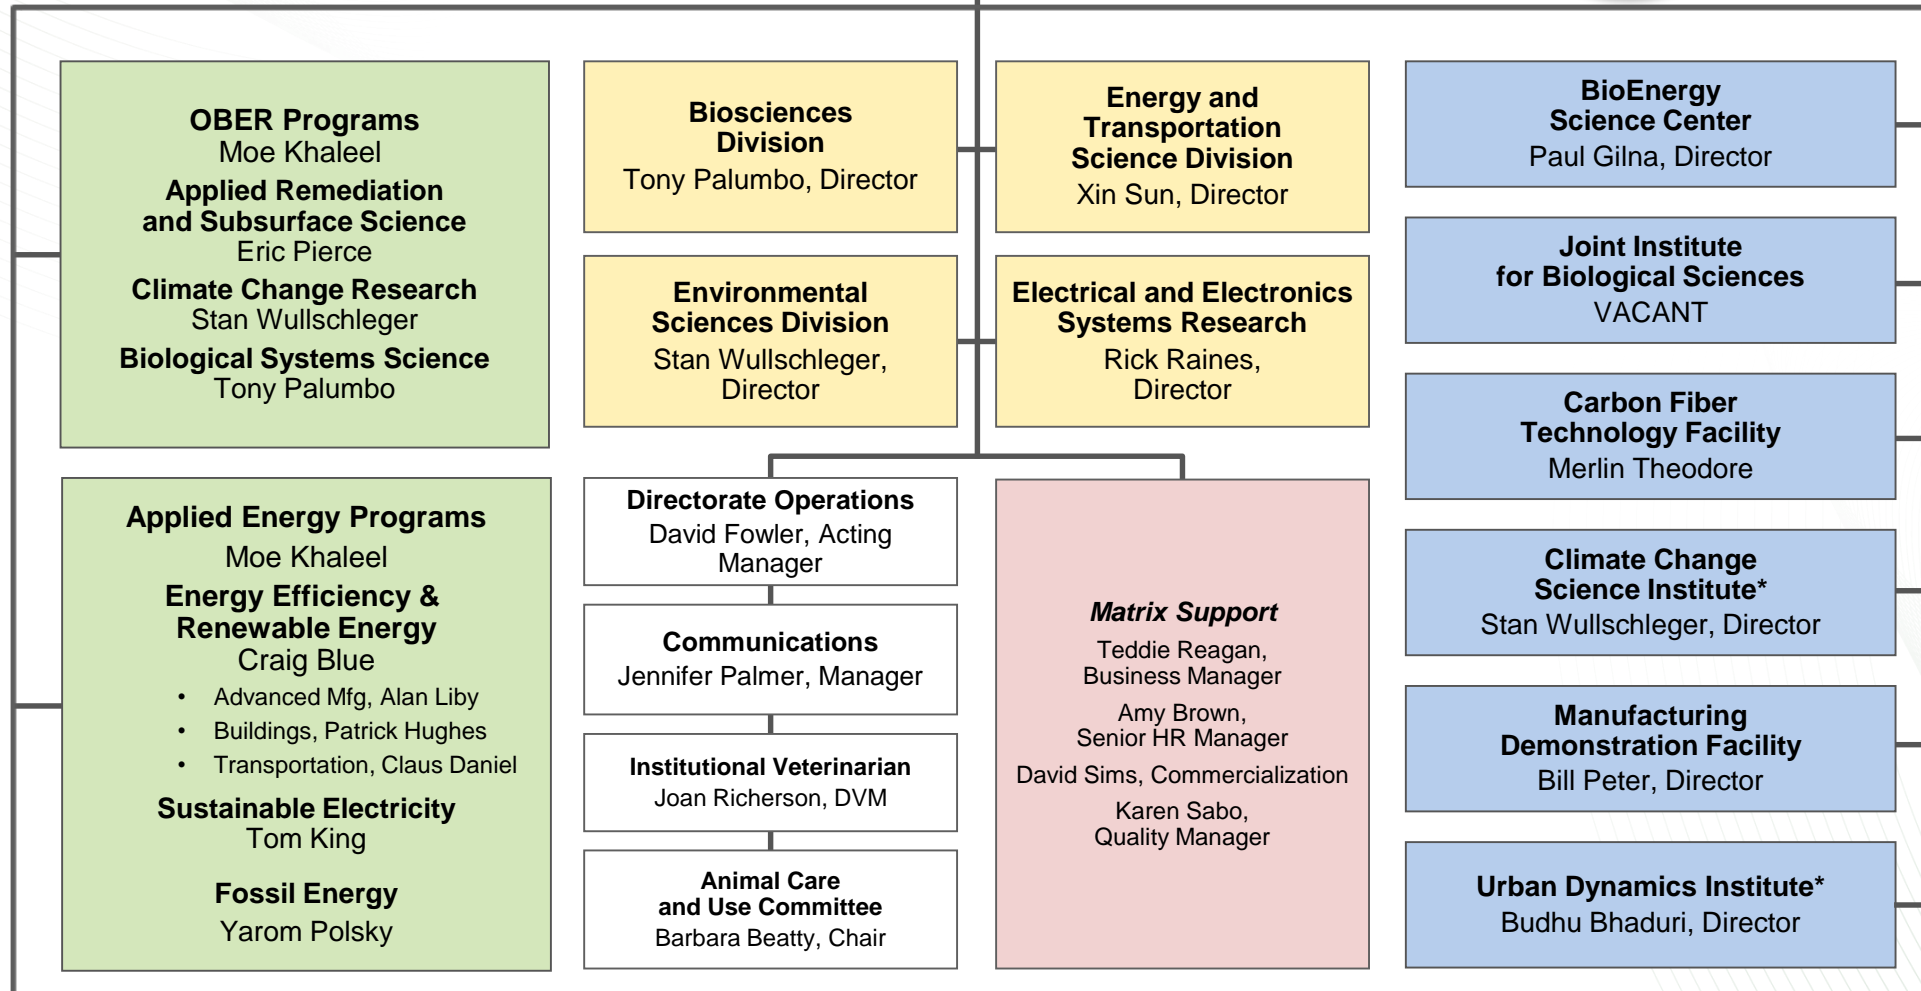 OBER Programs
Moe Khaleel
Applied Remediation
and Subsurface Science
Eric Pierce
Climate Change Research
Stan Wullschleger
Biological Systems Science
Tony Palumbo
Applied Energy Programs
Moe Khaleel
Energy Efficiency &
Renewable Energy
Craig Blue
• Advanced Mfg, Alan Liby
• Buildings, Patrick Hughes
• Transportation, Claus Daniel
Sustainable Electricity
Tom King
Fossil Energy
Yarom Polsky
Biosciences
Division
Tony Palumbo, Director
Energy and
Transportation
Science Division
Xin Sun, Director
Environmental
Sciences Division
Stan Wullschleger,
Director
Electrical and Electronics
Systems Research
Rick Raines,
Director
Directorate Operations
David Fowler, Acting
Manager
Communications
Jennifer Palmer, Manager
Institutional Veterinarian
Joan Richerson, DVM
Animal Care
and Use Committee
Barbara Beatty, Chair
Matrix Support
Teddie Reagan,
Business Manager
Amy Brown,
Senior HR Manager
David Sims, Commercialization
Karen Sabo,
Quality Manager
BioEnergy
Science Center
Paul Gilna, Director
Joint Institute
for Biological Sciences
VACANT
Carbon Fiber
Technology Facility
Merlin Theodore
Climate Change
Science Institute*
Stan Wullschleger, Director
Manufacturing
Demonstration Facility
Bill Peter, Director
Urban Dynamics Institute*
Budhu Bhaduri, Director